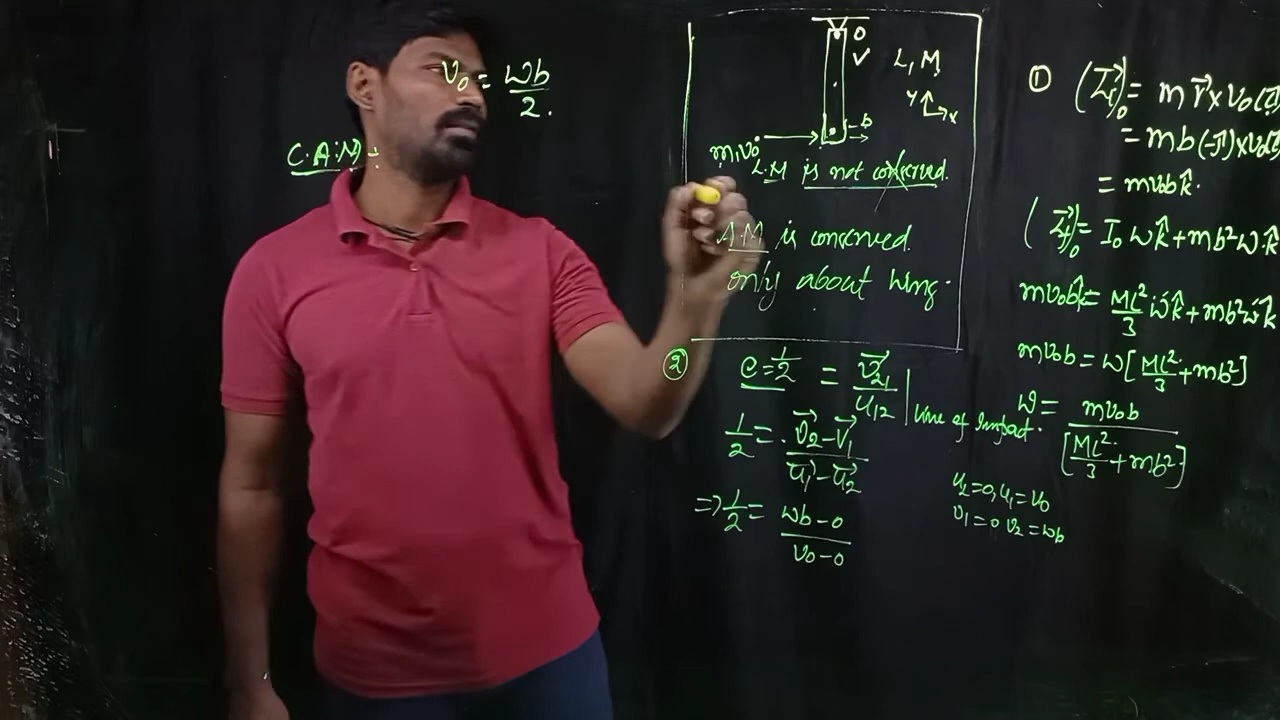 v₀ = ωb/2.
C.A.M :
O
L, M,
Y
x
b
m, v₀
L.M is not conserved.
A.M is conserved.
only about hing.
① (L⃗ᵢ)₀ = m r⃗ × v₀(î
= mb(-ĵ) × v₀(î
= mv₀b k̂.
(L⃗f)₀ = I₀ ω k̂ + mb²ω.k̂
mv₀b k̂ = Ml²/3 ω k̂ + mb²ω k̂
mv₀b = ω[Ml²/3 + mb²]
ω = mv₀b / [Ml²/3 + mb²]
② e = 1/2 = v⃗₂₁/u₁₂ | line of Impact.
1/2 = v⃗₂ - v⃗₁ / u⃗₁ - u⃗₂
⇒ 1/2 = ωb - 0 / v₀ - 0
u₂ = 0, u₁ = v₀
v₁ = 0 v₂ = ωb